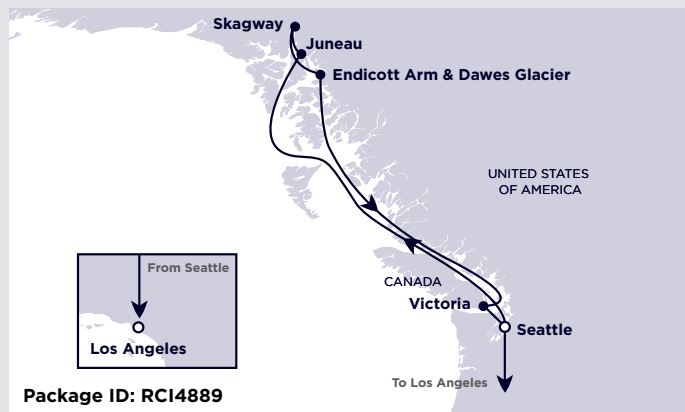 Skagway
Juneau
Endicott Arm & Dawes Glacier
UNITED STATES
OF AMERICA
From Seattle
CANADA
Victoria
Seattle
Los Angeles
To Los Angeles
Package ID: RCI4889